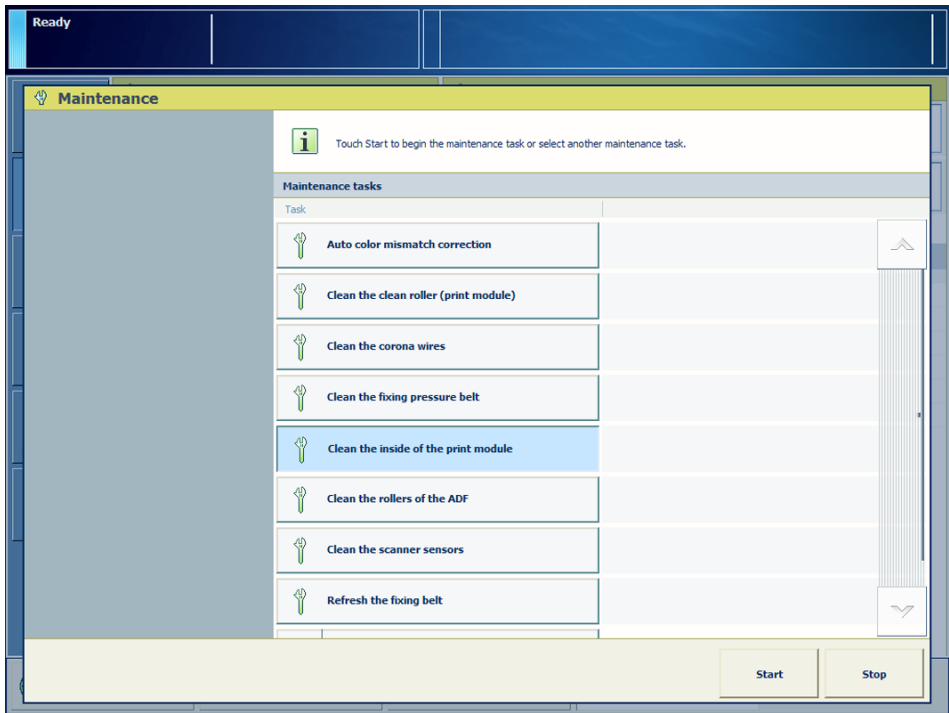 Ready
Maintenance
Touch Start to begin the maintenance task or select another maintenance task.
Maintenance tasks
Task
Auto color mismatch correction
Clean the clean roller (print module)
Clean the corona wires
Clean the fixing pressure belt
Clean the inside of the print module
Clean the rollers of the ADF
Clean the scanner sensors
Refresh the fixing belt
Start
Stop